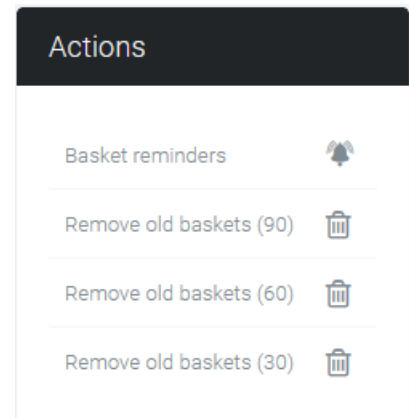 Actions
Basket reminders
Remove old baskets (90)
Remove old baskets (60)
Remove old baskets (30)